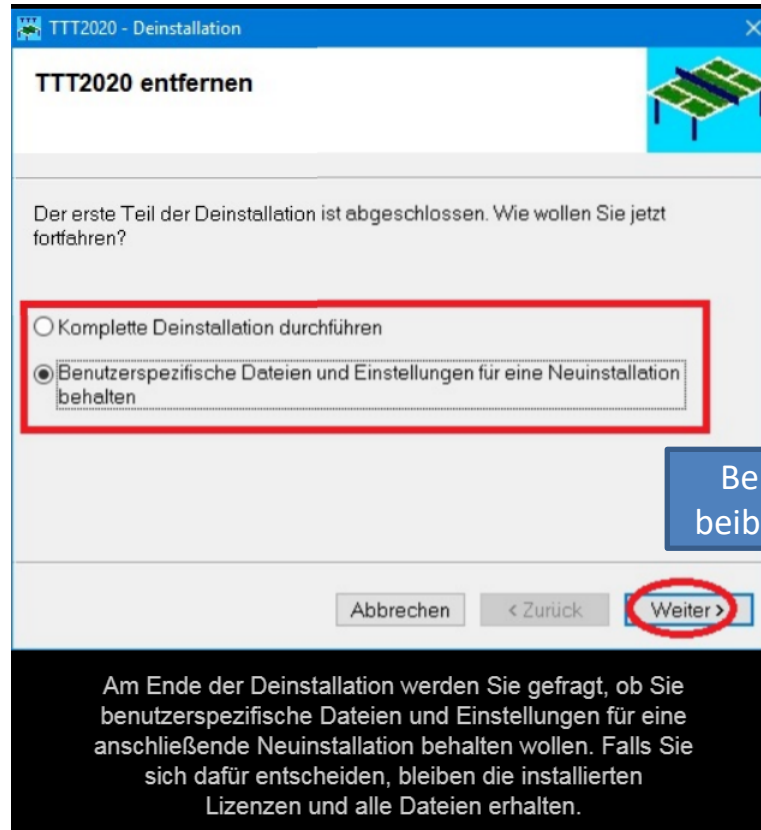 TTT2020 - Deinstallation
TTT2020 entfernen
Der erste Teil der Deinstallation ist abgeschlossen. Wie wollen Sie jetzt
fortfahren?
Komplette Deinstallation durchführen
Benutzerspezifische Dateien und Einstellungen für eine Neuinstallation
behalten
Be
beib
Abbrechen < Zurück Weiter >
Am Ende der Deinstallation werden Sie gefragt, ob Sie
benutzerspezifische Dateien und Einstellungen für eine
anschließende Neuinstallation behalten wollen. Falls Sie
sich dafür entscheiden, bleiben die installierten
Lizenzen und alle Dateien erhalten.